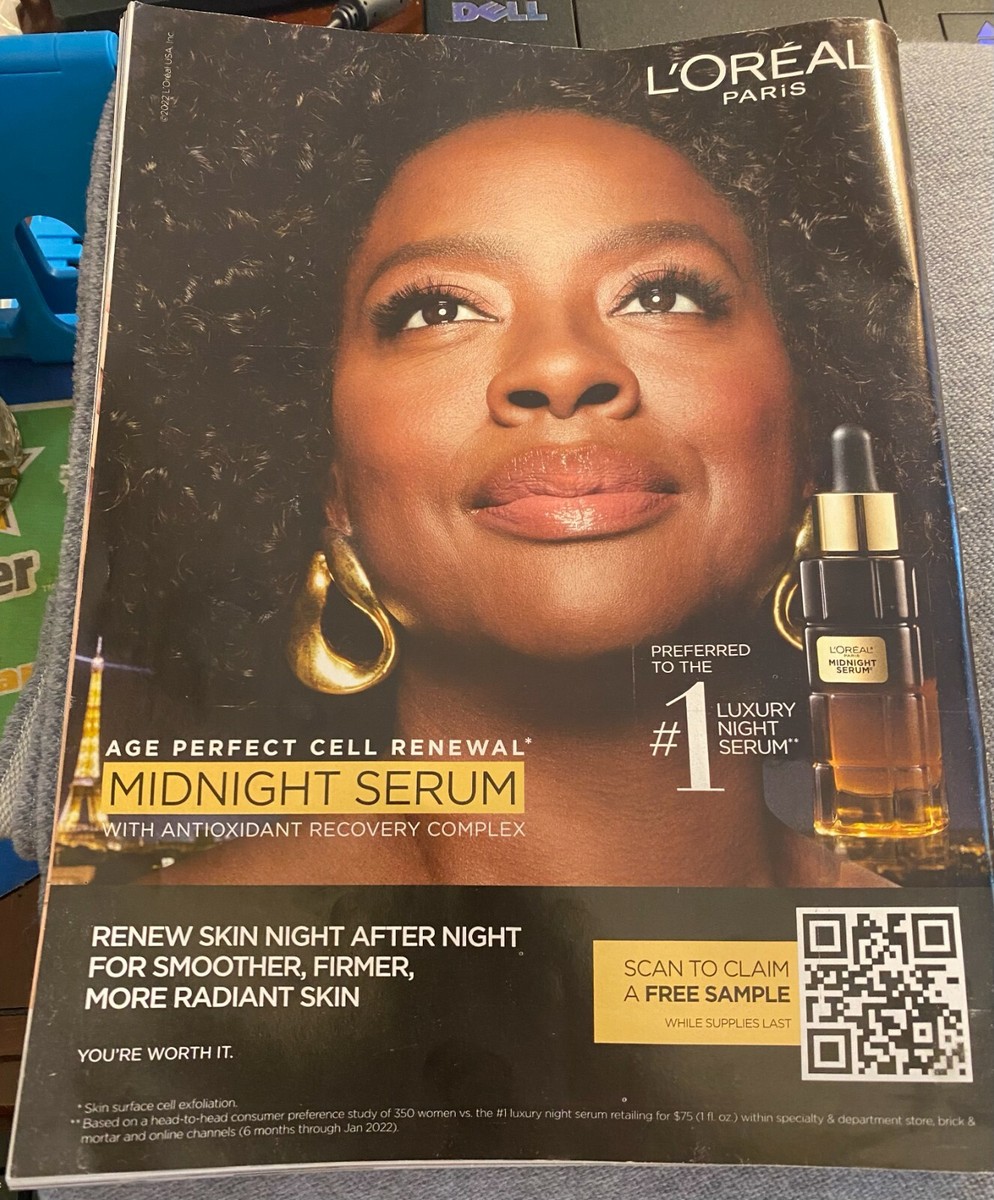 DELL
©2022 L'Oréal USA, Inc.
L'ORÉAL
PARiS
PREFERRED
TO THE
#1 LUXURY
NIGHT
SERUM**
L'ORÉAL
PARiS
MIDNIGHT
SERUM
AGE PERFECT CELL RENEWAL*
MIDNIGHT SERUM
WITH ANTIOXIDANT RECOVERY COMPLEX
RENEW SKIN NIGHT AFTER NIGHT
FOR SMOOTHER, FIRMER,
MORE RADIANT SKIN
SCAN TO CLAIM
A FREE SAMPLE
WHILE SUPPLIES LAST
YOU'RE WORTH IT.
* Skin surface cell exfoliation.
** Based on a head-to-head consumer preference study of 350 women vs. the #1 luxury night serum retailing for $75 (1 fl. oz.) within specialty & department store, brick &
mortar and online channels (6 months through Jan 2022).